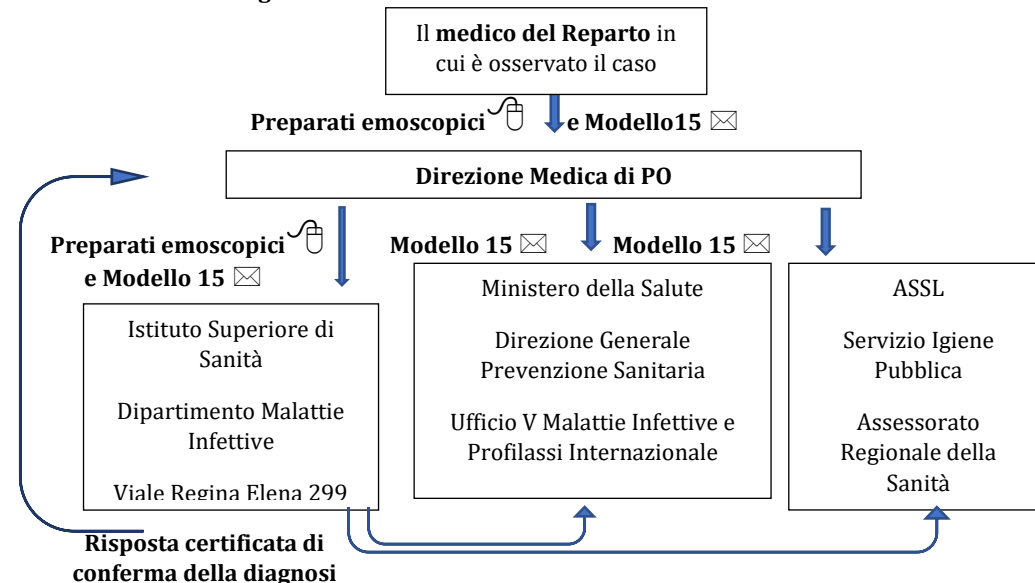 Il medico del Reparto in
cui è osservato il caso
Preparati emoscopici e Modello15
Direzione Medica di PO
Preparati emoscopici
e Modello 15
Modello 15
Modello 15
Istituto Superiore di
Sanità
Dipartimento Malattie
Infettive
Viale Regina Elena 299
Ministero della Salute
Direzione Generale
Prevenzione Sanitaria
Ufficio V Malattie Infettive e
Profilassi Internazionale
ASSL
Servizio Igiene
Pubblica
Assessorato
Regionale della
Sanità
Risposta certificata di
conferma della diagnosi